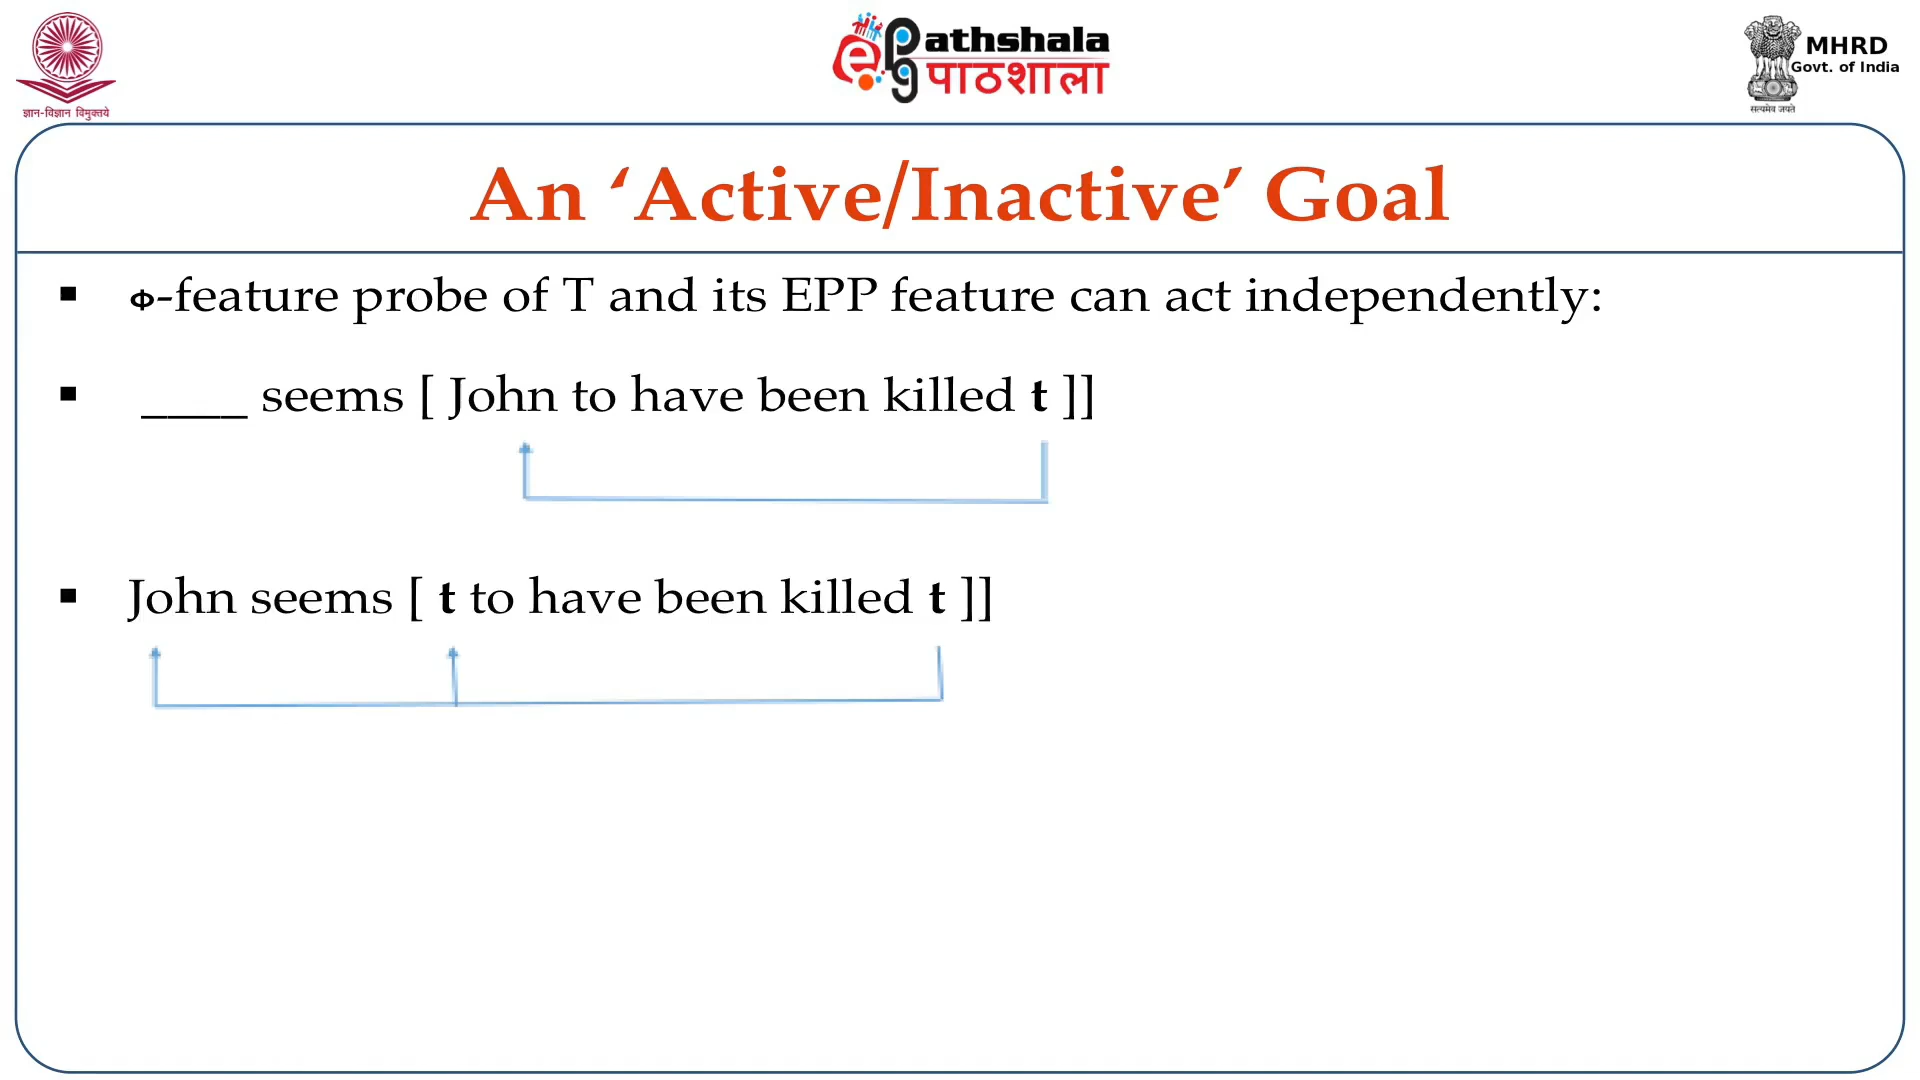 ज्ञान-विज्ञान विमुक्तये
ePathshala
पाठशाला
MHRD
Govt. of India
सत्यमेव जयते
An ‘Active/Inactive’ Goal
▪ Φ-feature probe of T and its EPP feature can act independently:
▪ ____ seems [ John to have been killed t ]]
▪ John seems [ t to have been killed t ]]